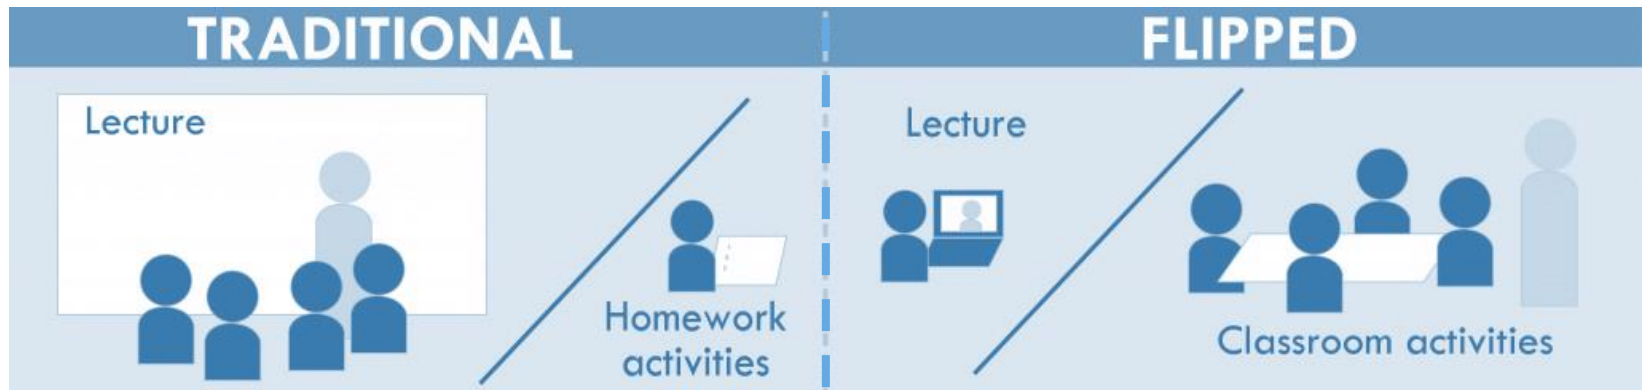 TRADITIONAL
Lecture
Homework
activities
FLIPPED
Lecture
Classroom activities